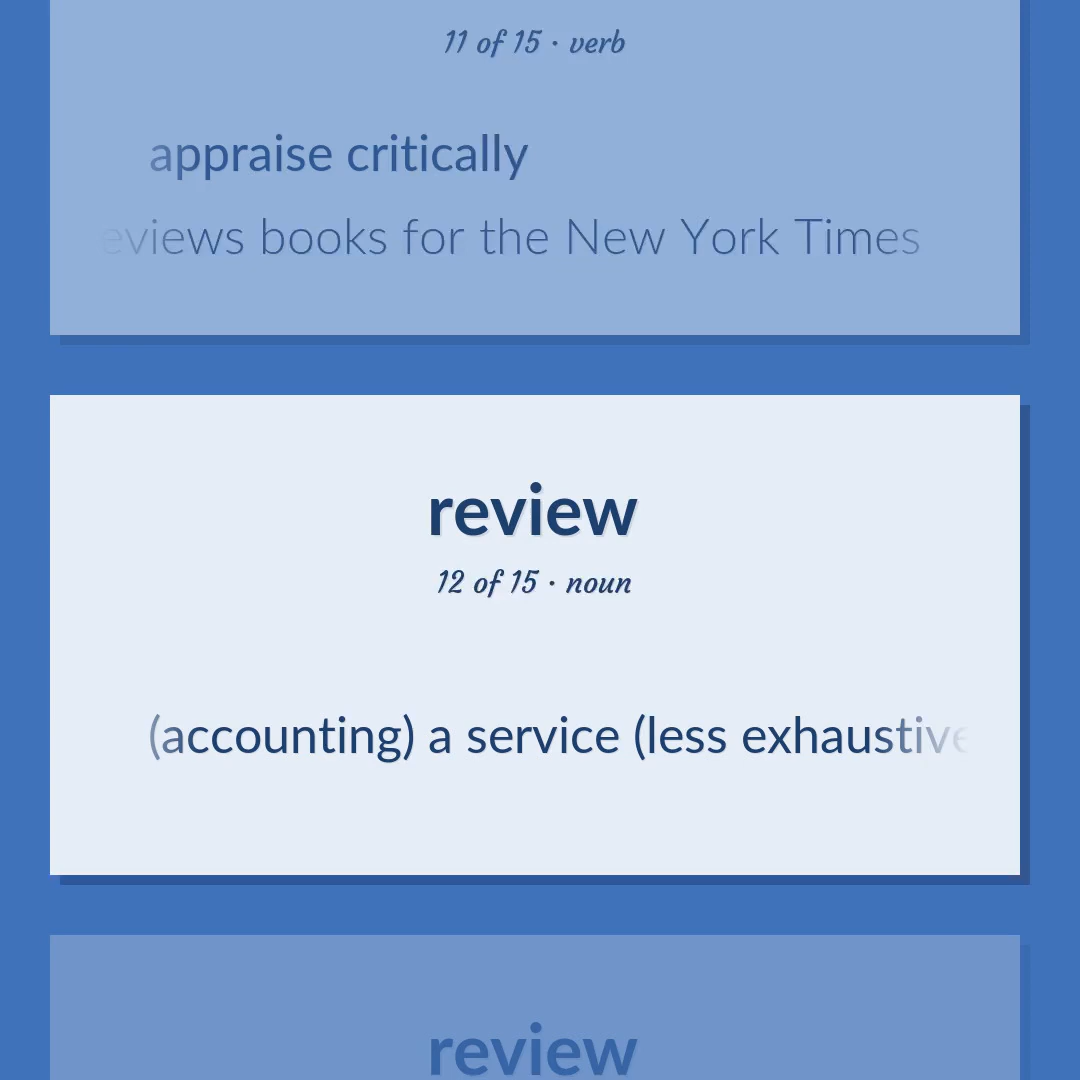 11 of 15 · verb
appraise critically
eviews books for the New York Times
review
12 of 15 · noun
(accounting) a service (less exhaustive
review